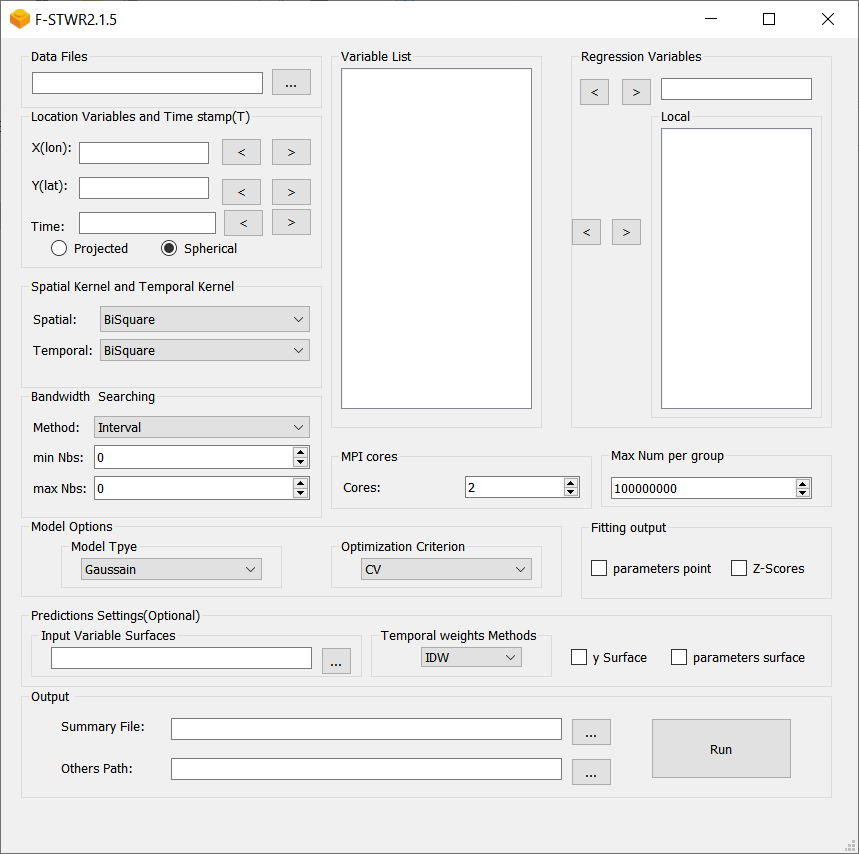 F-STWR2.1.5
Data Files
...
Location Variables and Time stamp(T)
X(lon):
<
>
Y(lat):
<
>
Time:
<
>
Projected
Spherical
Spatial Kernel and Temporal Kernel
Spatial:
BiSquare
Temporal:
BiSquare
Bandwidth Searching
Method:
Interval
min Nbs:
0
max Nbs:
0
Variable List
Regression Variables
<
>
Local
<
>
MPI cores
Cores:
2
Max Num per group
100000000
Model Options
Model Tpye
Gaussain
Optimization Criterion
CV
Fitting output
parameters point
Z-Scores
Predictions Settings(Optional)
Input Variable Surfaces
...
Temporal weights Methods
IDW
y Surface
parameters surface
Output
Summary File:
...
Others Path:
...
Run